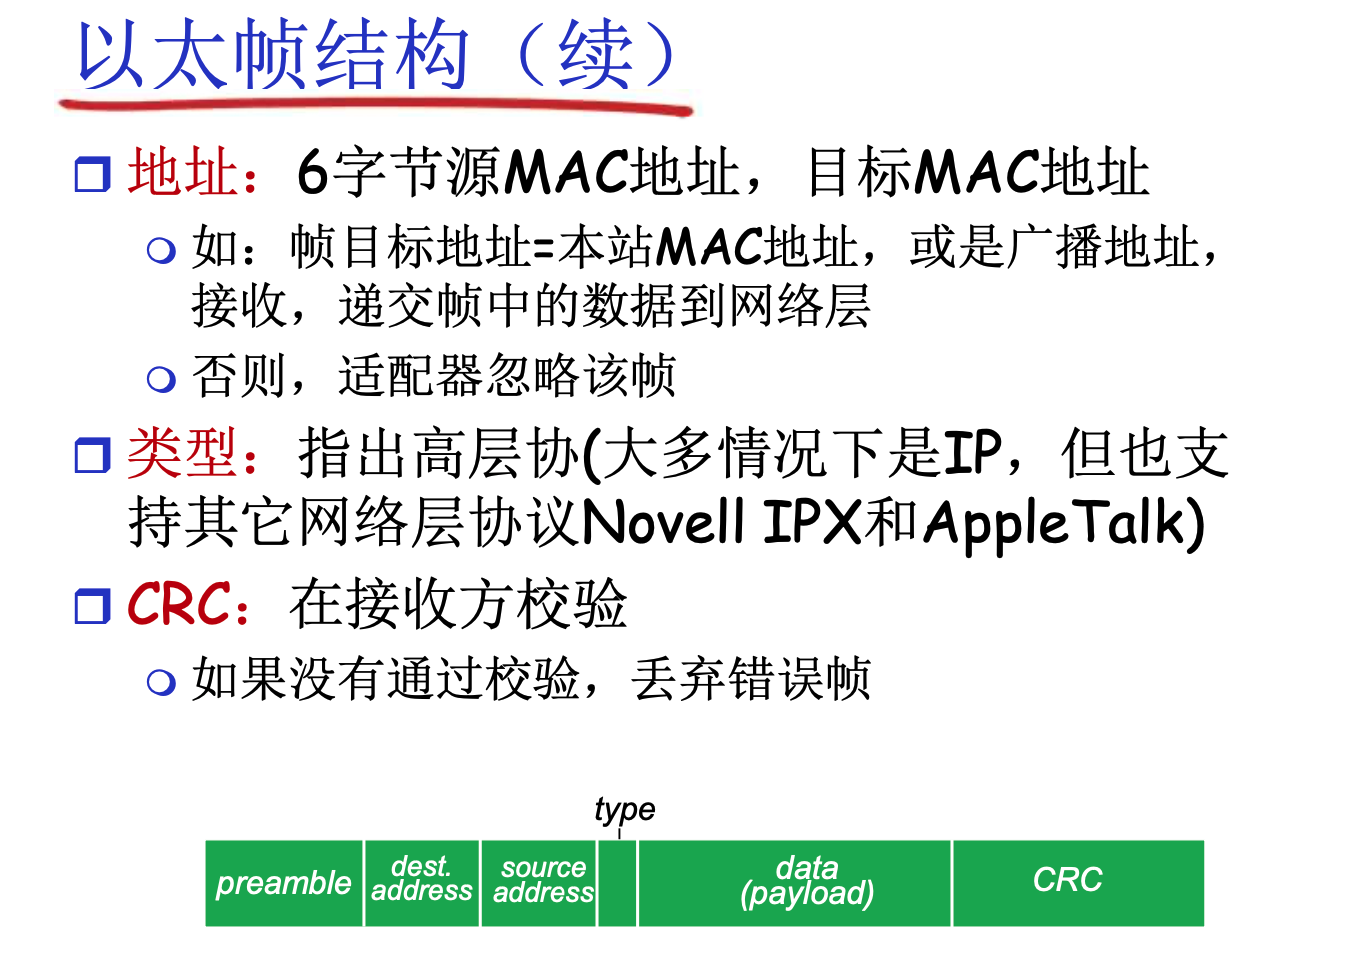 以太帧结构（续）
地址：6字节源MAC地址，目标MAC地址
如：帧目标地址=本站MAC地址，或是广播地址，
接收，递交帧中的数据到网络层
否则，适配器忽略该帧
类型：指出高层协(大多情况下是IP，但也支
持其它网络层协议Novell IPX和AppleTalk)
CRC：在接收方校验
如果没有通过校验，丢弃错误帧
type
preamble
dest.
address
source
address
data
(payload)
CRC